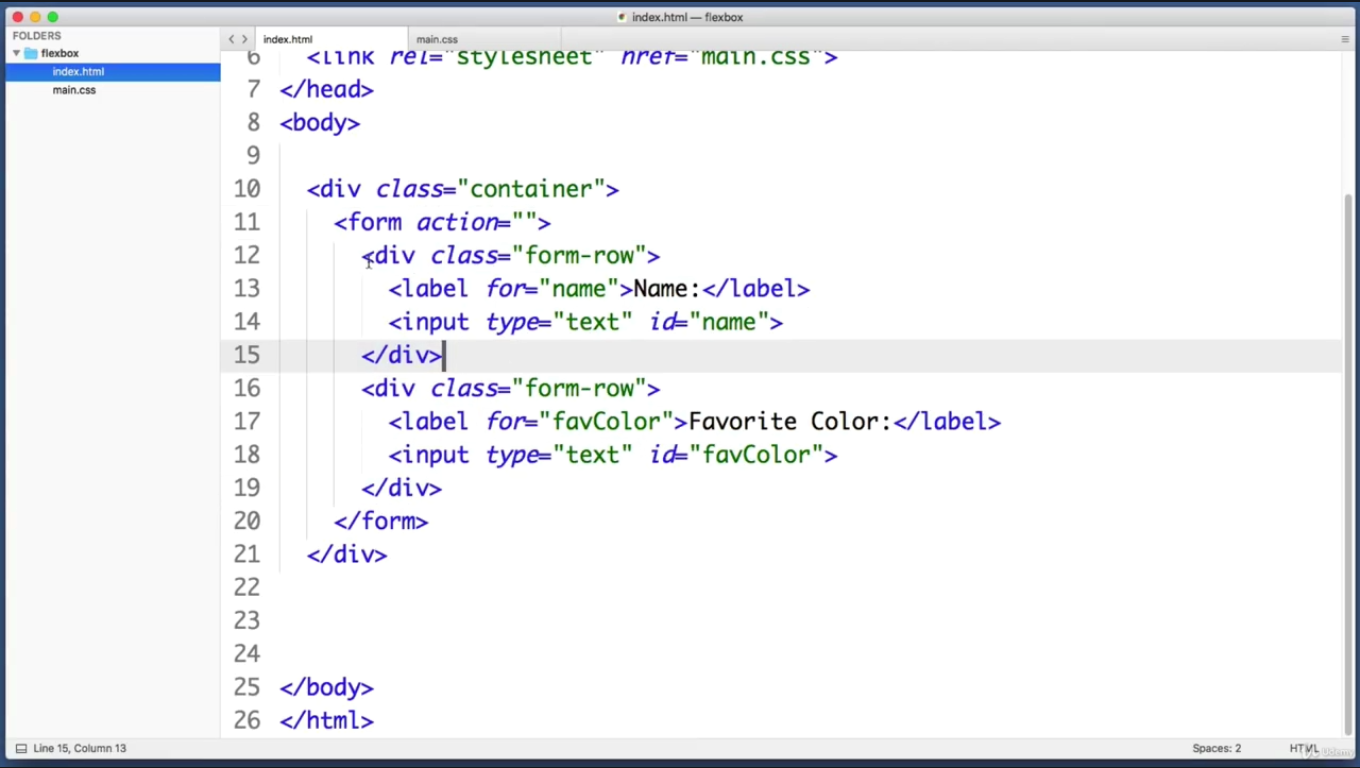 index.html — flexbox
FOLDERS
flexbox
index.html
main.css
index.html
main.css
6 <link rel="stylesheet" href="main.css">
7 </head>
8 <body>
9
10 <div class="container">
11 <form action="">
12 <div class="form-row">
13 <label for="name">Name:</label>
14 <input type="text" id="name">
15 </div>
16 <div class="form-row">
17 <label for="favColor">Favorite Color:</label>
18 <input type="text" id="favColor">
19 </div>
20 </form>
21 </div>
22
23
24
25 </body>
26 </html>
Line 15, Column 13
Spaces: 2
HTML
Udemy